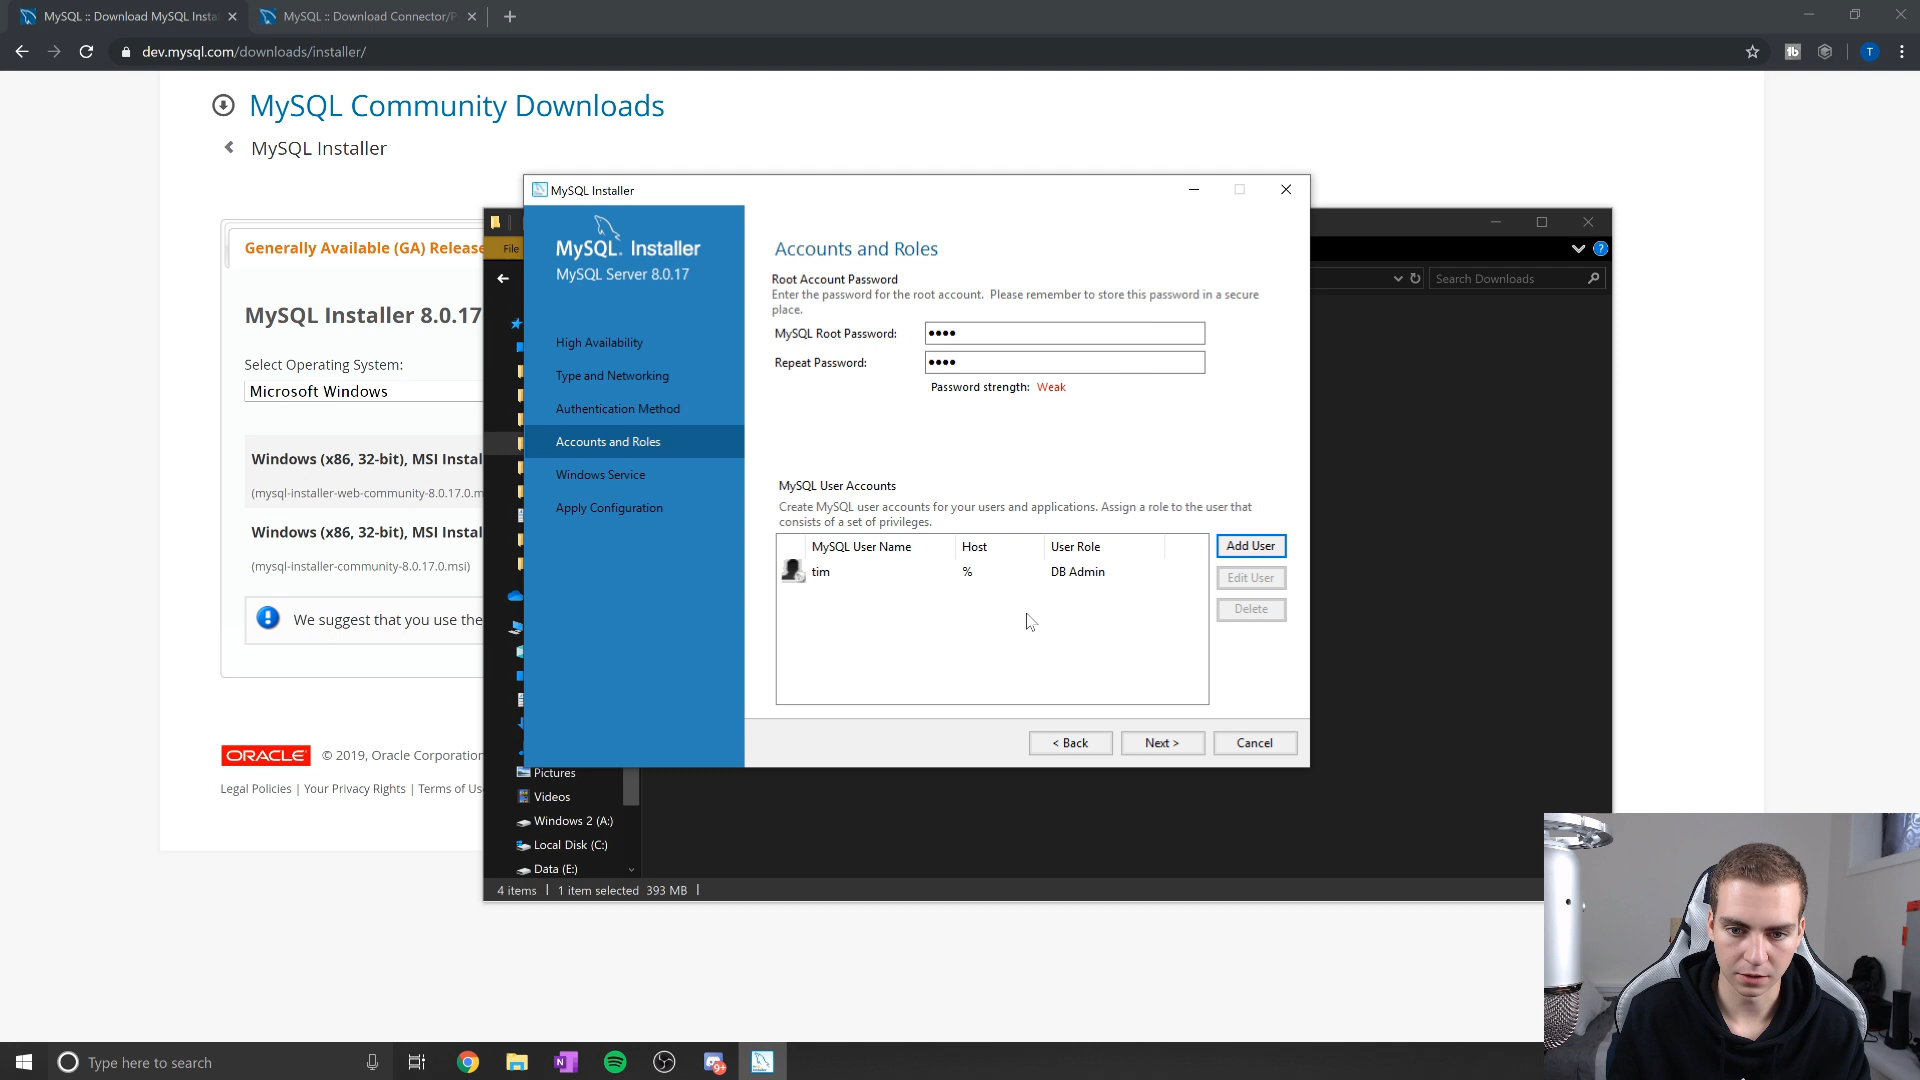 MySQL :: Download MySQL Insta
MySQL :: Download Connector/P
dev.mysql.com/downloads/installer/
T
MySQL Community Downloads
MySQL Installer
Generally Available (GA) Release
MySQL Installer 8.0.17
Select Operating System:
Microsoft Windows
Windows (x86, 32-bit), MSI Instal
(mysql-installer-web-community-8.0.17.0.m
Windows (x86, 32-bit), MSI Instal
(mysql-installer-community-8.0.17.0.msi)
We suggest that you use the
ORACLE © 2019, Oracle Corporation
Legal Policies | Your Privacy Rights | Terms of Us
File
Search Downloads
Pictures
Videos
Windows 2 (A:)
Local Disk (C:)
Data (E:)
4 items 1 item selected 393 MB
MySQL Installer
MySQL. Installer
MySQL Server 8.0.17
High Availability
Type and Networking
Authentication Method
Accounts and Roles
Windows Service
Apply Configuration
Accounts and Roles
Root Account Password
Enter the password for the root account. Please remember to store this password in a secure
place.
MySQL Root Password:
Repeat Password:
Password strength: Weak
MySQL User Accounts
Create MySQL user accounts for your users and applications. Assign a role to the user that
consists of a set of privileges.
MySQL User Name Host User Role
tim % DB Admin
Add User
Edit User
Delete
< Back
Next >
Cancel
Type here to search
9+